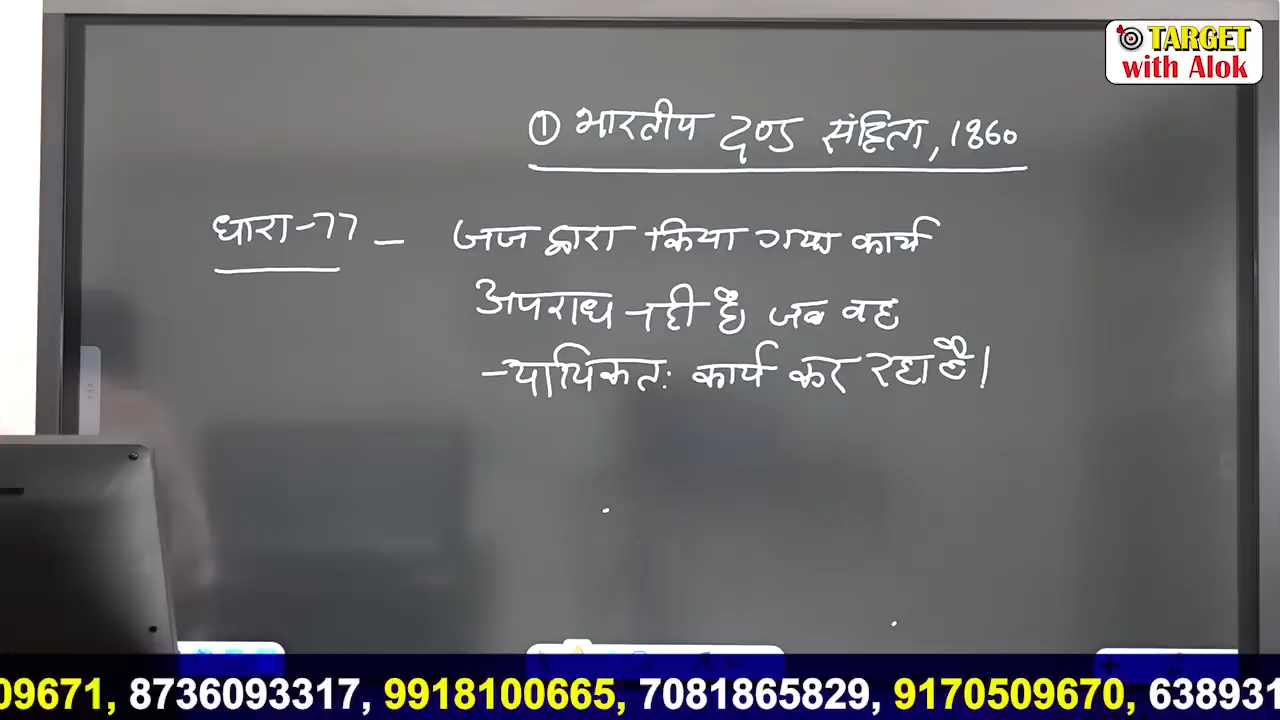 TARGET
with Alok
① भारतीय दण्ड संहिता, 1860
धारा-77 - जज द्वारा किया गया कार्य
अपराध नही है जब वह
न्यायिकतः कार्य कर रहा है।
09671, 8736093317, 9918100665, 7081865829, 9170509670, 638931